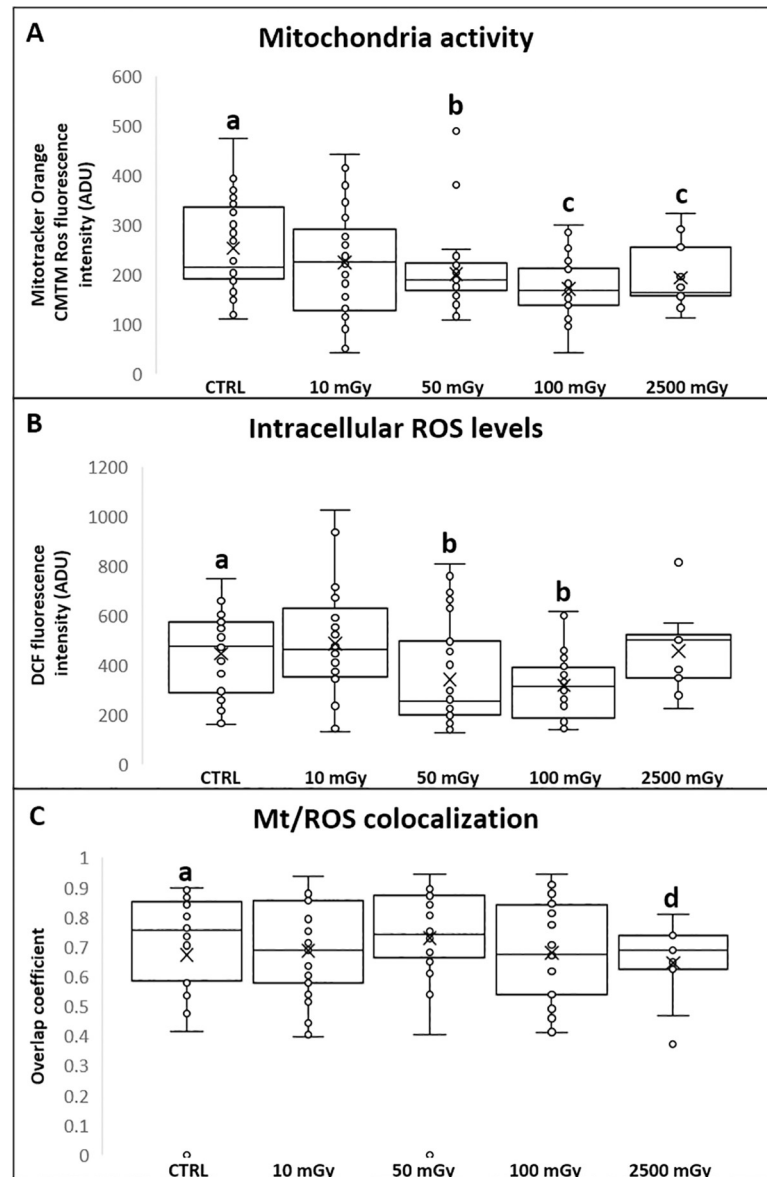 A
Mitochondria activity
Mitotracker Orange
CMTM Ros fluorescence
intensity (ADU)
600
500
400
300
200
100
0
a
b
c
c
CTRL 10 mGy 50 mGy 100 mGy 2500 mGy
B
Intracellular ROS levels
DCF fluorescence
intensity (ADU)
1200
1000
800
600
400
200
0
a
b
b
CTRL 10 mGy 50 mGy 100 mGy 2500 mGy
C
Mt/ROS colocalization
Overlap coefficient
1
0.9
0.8
0.7
0.6
0.5
0.4
0.3
0.2
0.1
0
a
d
CTRL 10 mGy 50 mGy 100 mGy 2500 mGy